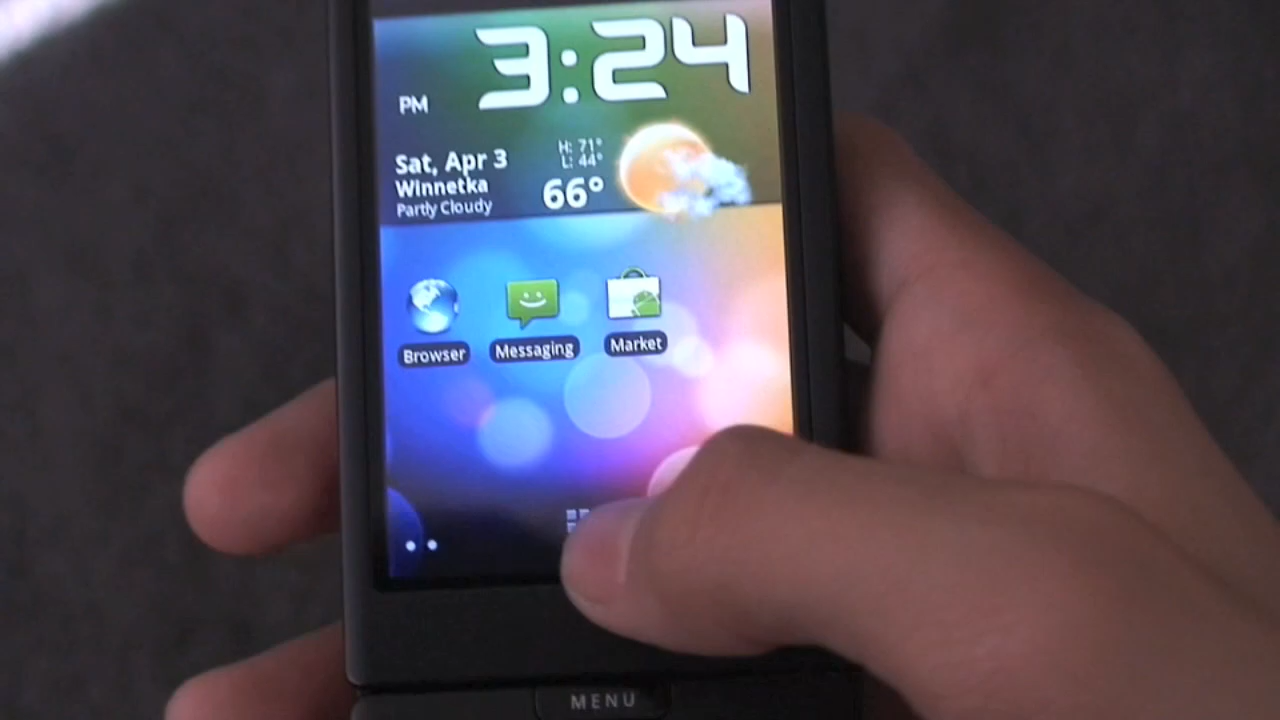 3:24
PM
Sat, Apr 3
H: 71°
L: 44°
Winnetka
66°
Partly Cloudy
Browser
Messaging
Market
MENU